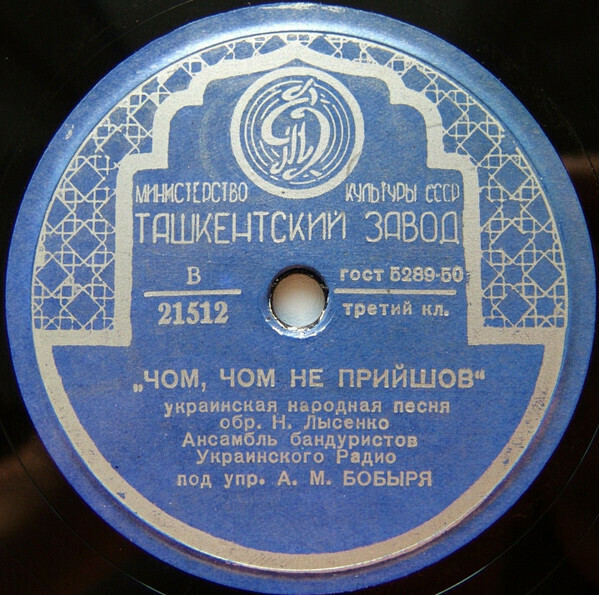 МИНИСТЕРСТВО КУЛЬТУРЫ СССР
ТАШКЕНТСКИЙ ЗАВОД
В
21512
ГОСТ 5289-50
ТРЕТИЙ КЛ.
„ЧОМ, ЧОМ НЕ ПРИЙШОВ“
украинская народная песня
обр. Н. Лысенко
Ансамбль бандуристов
Украинского Радио
под упр. А. М. БОБЫРЯ